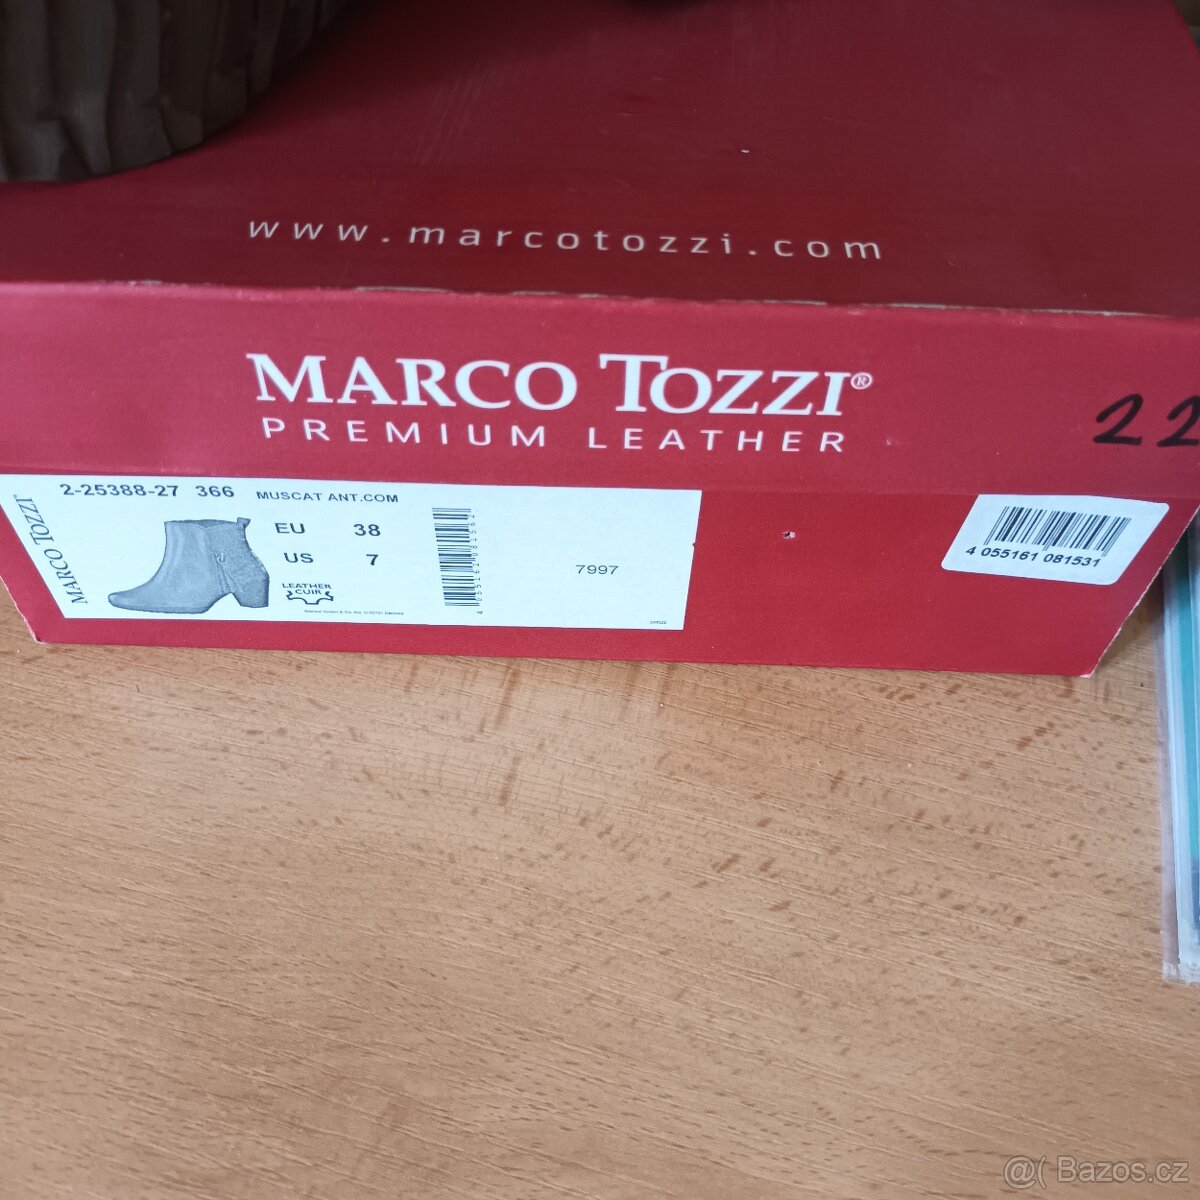 www.marcotozzi.com
MARCO TOZZI®
PREMIUM LEATHER
22
2-25388-27 366 MUSCAT ANT.COM
MARCO TOZZI
EU 38
US 7
LEATHER
CUIR
7997
4 055161 081531
@( Bazos.cz